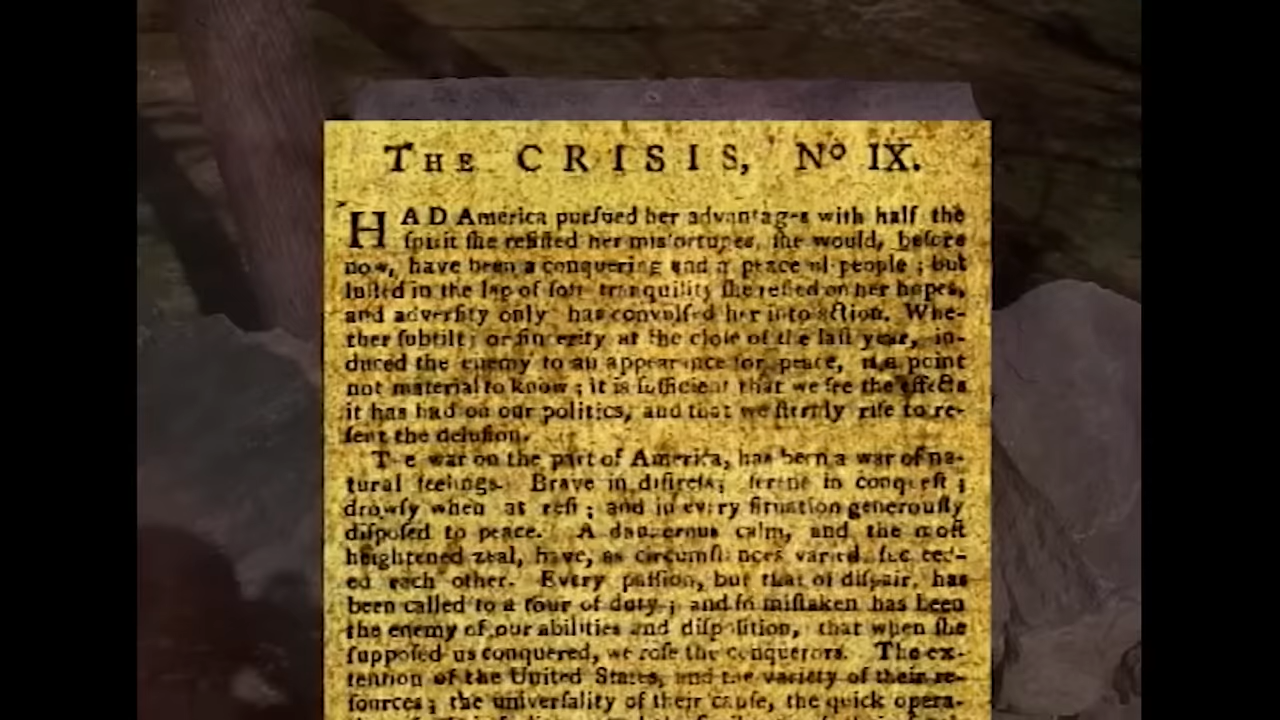 THE CRISIS, Nº IX.
HAD America purſued her advantages with half the
ſpirit ſhe reſiſted her misfortunes, ſhe would, before
now, have been a conquering and a peaceful people ; but
lulled in the lap of ſoft tranquility ſhe reſted on her hopes,
and adverſity only has convulſed her into action. Whe-
ther ſubtilty or ſincerity at the cloſe of the laſt year, in-
duced the enemy to an appearance for peace, is a point
not material to know ; it is ſufficient that we ſee the effects
it has had on our politics, and that we ſternly riſe to re-
ſent the deluſion.
The war on the part of America, has been a war of na-
tural feelings. Brave in diſtreſs ; ſerene in conqueſt ;
drowſy when at reſt ; and in every ſituation generouſly
diſpoſed to peace. A dangerous calm, and the moſt
heightened zeal, have, as circumſtances varied, ſucceed-
ed each other. Every paſſion, but that of diſpair, has
been called to a tour of duty ; and ſo miſtaken has been
the enemy of our abilities and diſpoſition, that when ſhe
ſuppoſed us conquered, we roſe the conquerors. The ex-
tention of the United States, and the variety of their re-
ſources ; the univerſality of their cauſe, the quick opera-